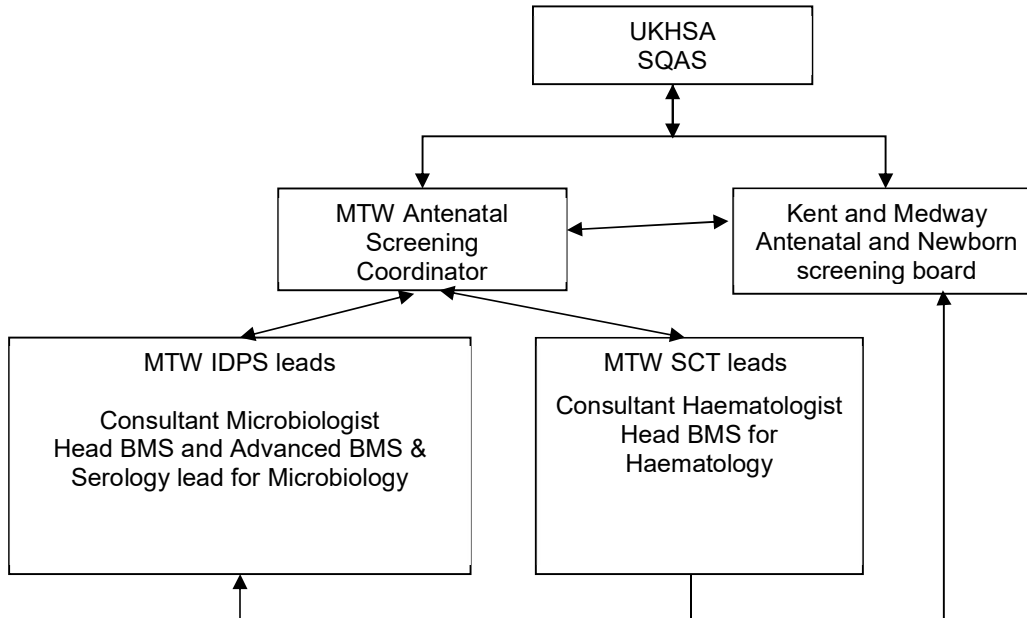 UKHSA
SQAS
MTW Antenatal
Screening
Coordinator
Kent and Medway
Antenatal and Newborn
screening board
MTW IDPS leads
Consultant Microbiologist
Head BMS and Advanced BMS &
Serology lead for Microbiology
MTW SCT leads
Consultant Haematologist
Head BMS for
Haematology